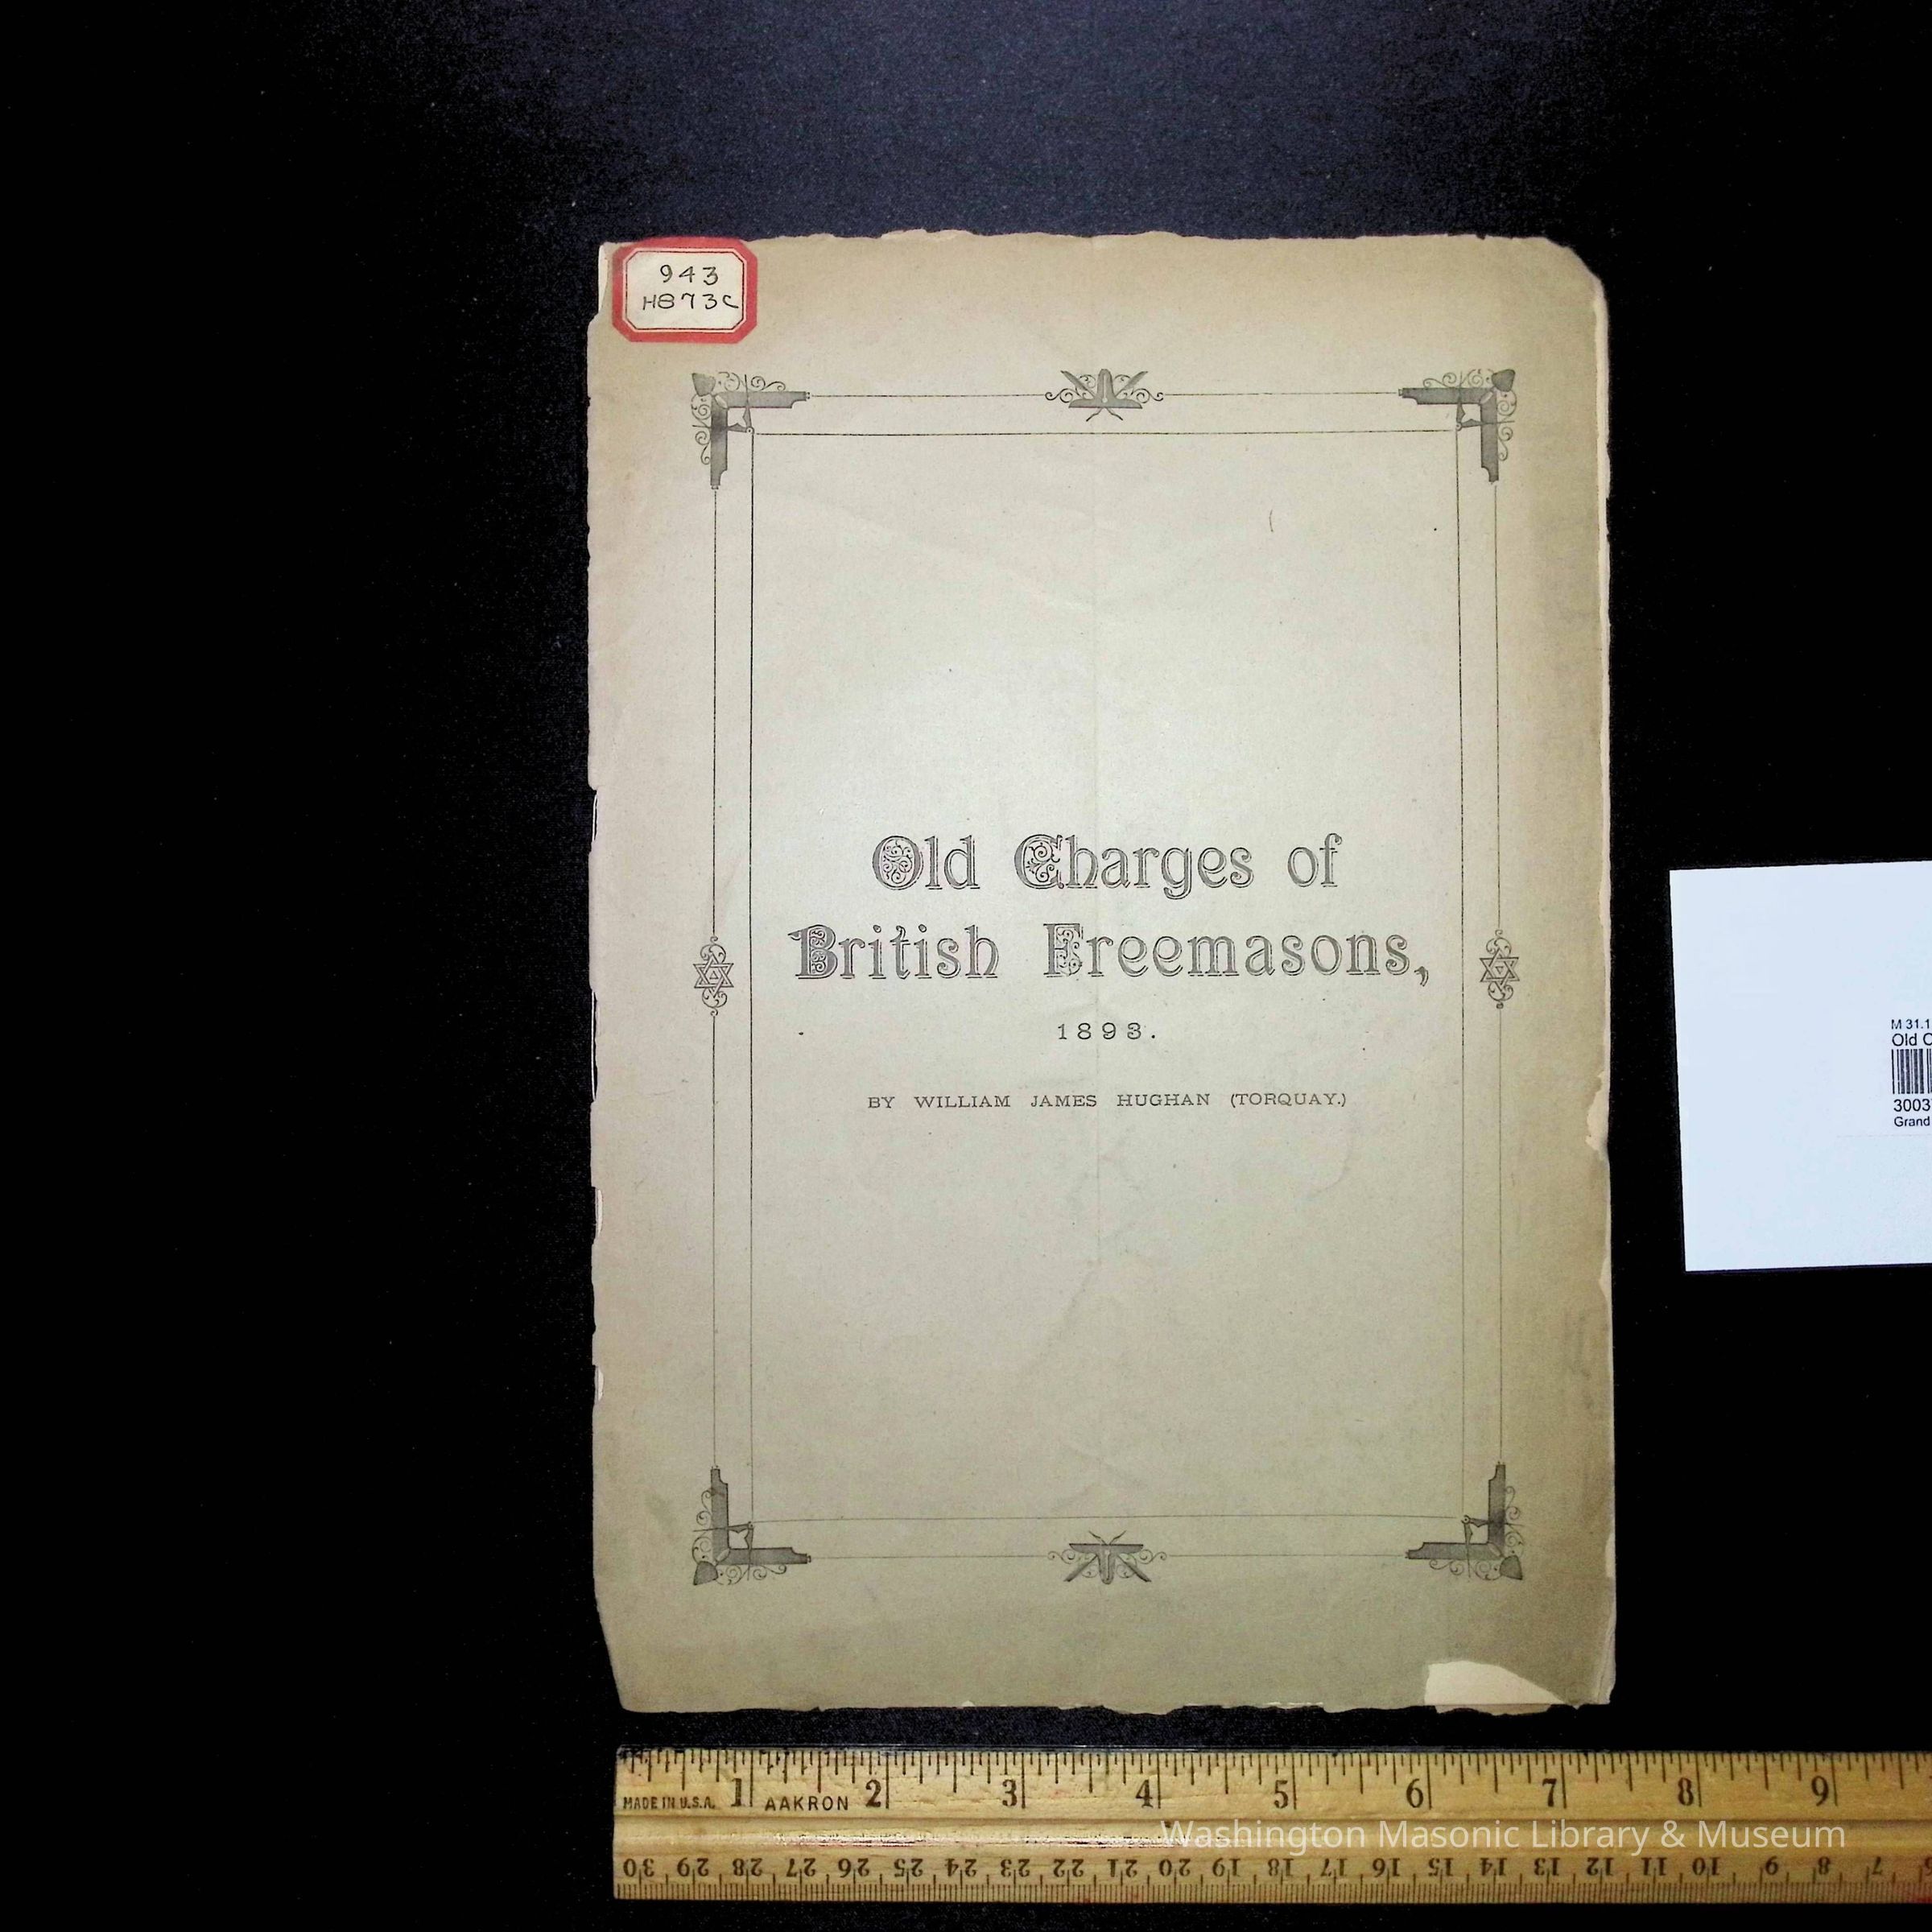 943
H873c
Old Charges of
British Freemasons,
1893.
BY WILLIAM JAMES HUGHAN (TORQUAY.)
M 31.1
Old C
3003
Grand
1 2 3 4 5 6 7 8 9
MADE IN U.S.A. AAKRON
Washington Masonic Library & Museum
30 29 28 27 26 25 24 23 22 21 20 19 18 17 16 15 14 13 12 11 10 9 8 7